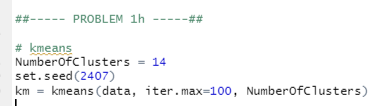 ##----- PROBLEM 1h -----##
# kmeans
NumberOfClusters = 14
set.seed(2407)
km = kmeans(data, iter.max=100, NumberOfClusters)